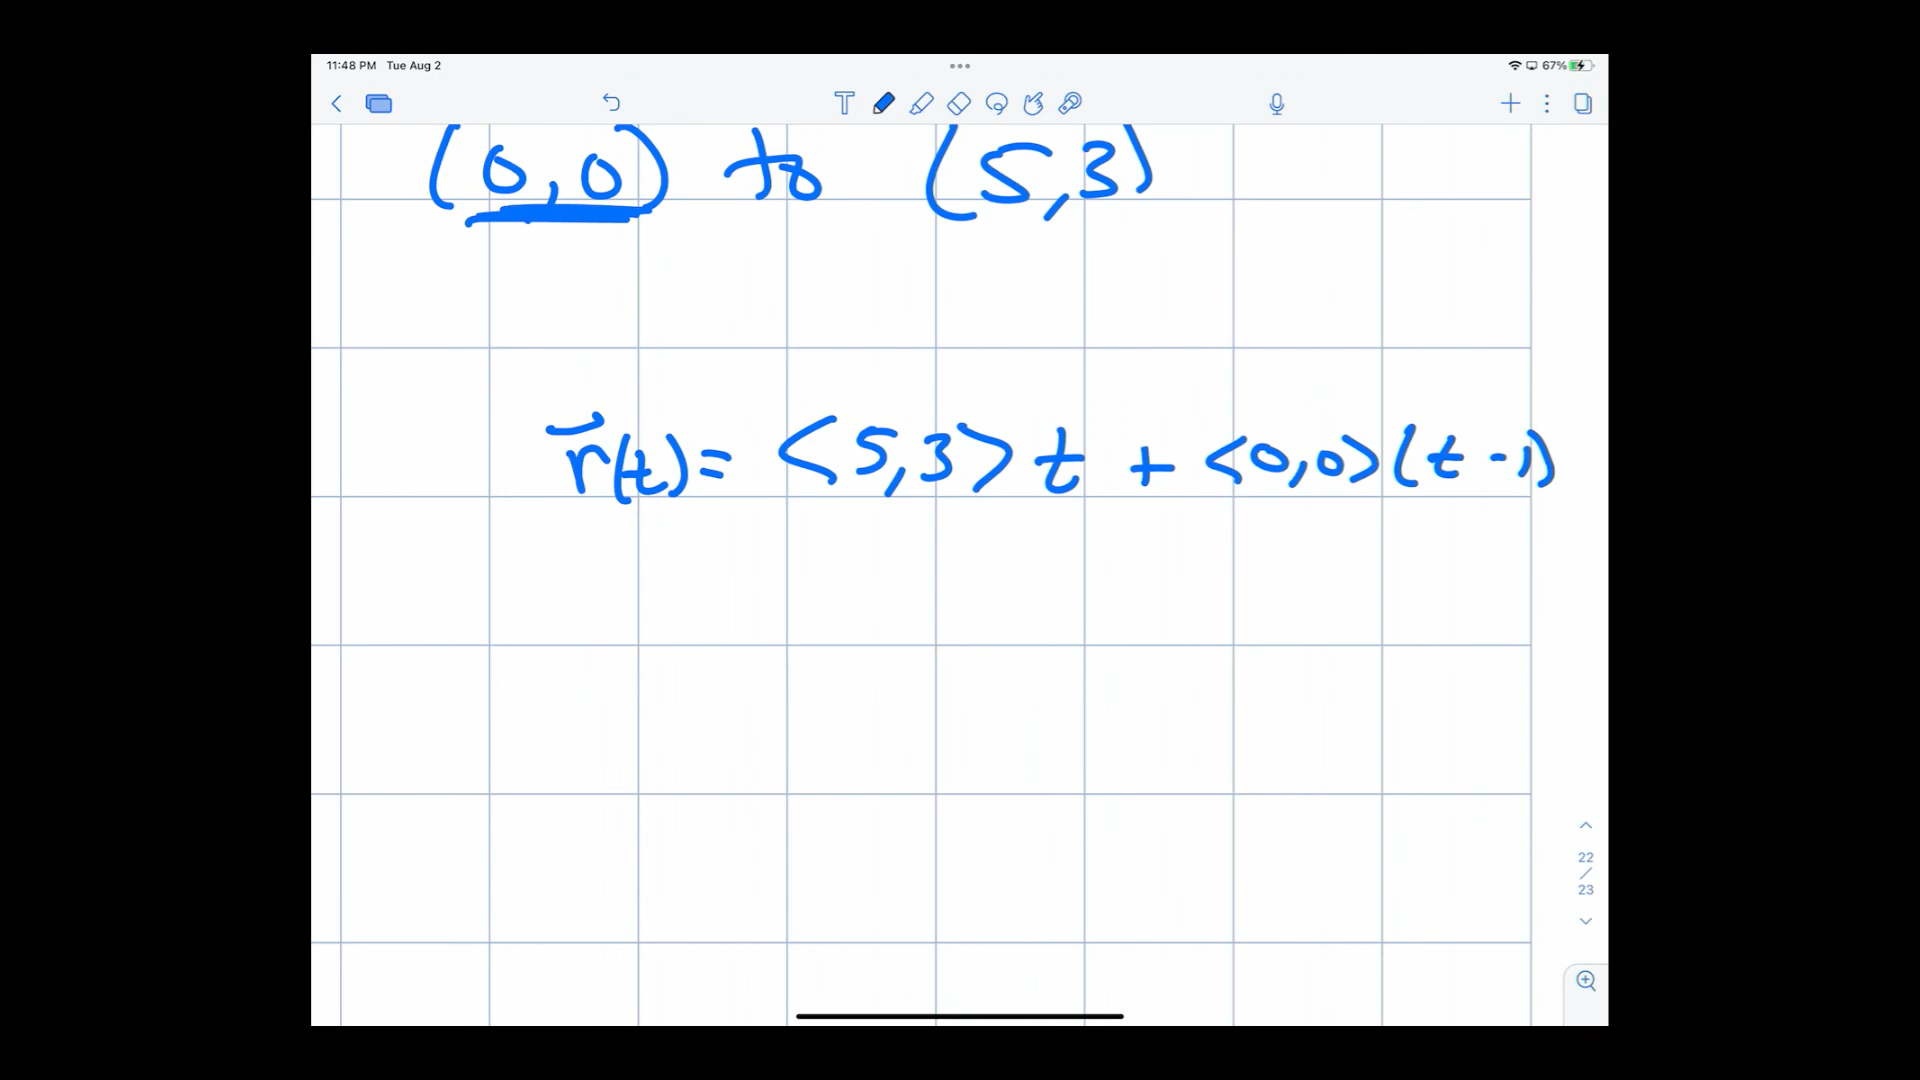 11:48 PM Tue Aug 2
67%
T
(0,0) to (5,3)
r⃗(t)= <5,3>t + <0,0>(t-1)
22
/
23